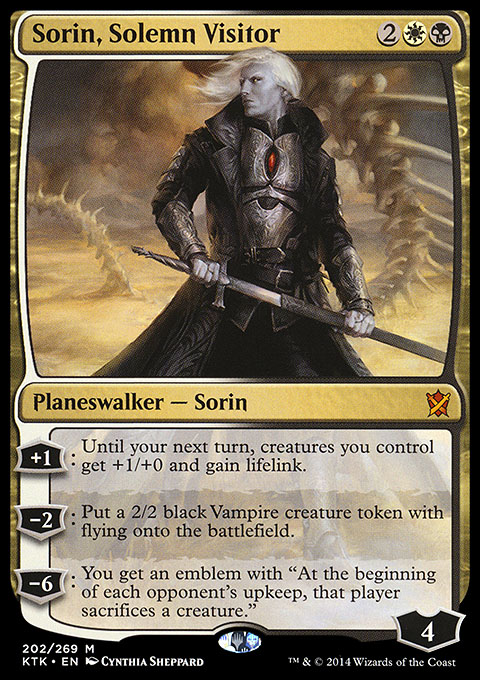 Sorin, Solemn Visitor 2
Planeswalker — Sorin
+1 : Until your next turn, creatures you control
get +1/+0 and gain lifelink.
-2 : Put a 2/2 black Vampire creature token with
flying onto the battlefield.
-6 : You get an emblem with “At the beginning
of each opponent’s upkeep, that player
sacrifices a creature.”
4
202/269 M
KTK • EN Cynthia Sheppard ™ & © 2014 Wizards of the Coast